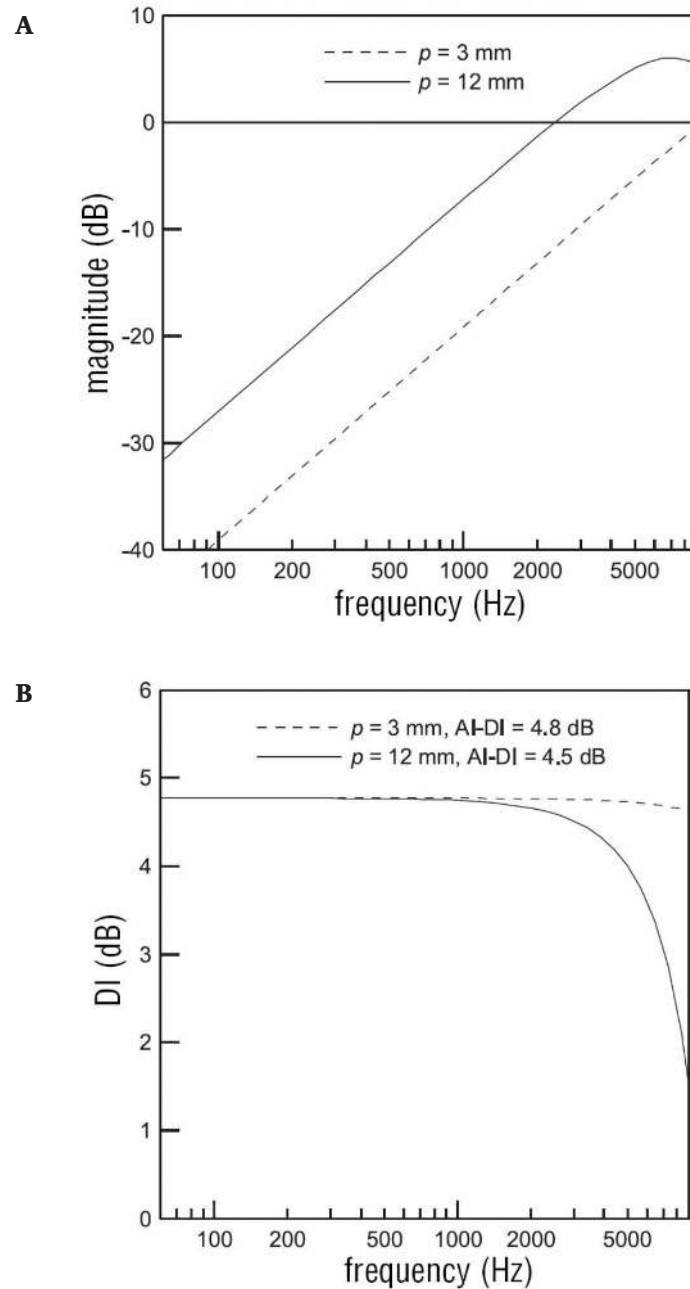 A
10
p = 3 mm
p = 12 mm
0
-10
-20
-30
-40
magnitude (dB)
100 200 500 1000 2000 5000
frequency (Hz)
B
6
p = 3 mm, AI-DI = 4.8 dB
p = 12 mm, AI-DI = 4.5 dB
5
4
3
2
1
0
DI (dB)
100 200 500 1000 2000 5000
frequency (Hz)